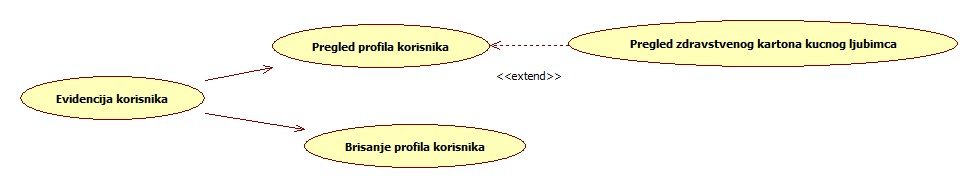 Pregled profila korisnika
Pregled zdravstvenog kartona kucnog ljubimca
<<extend>>
Evidencija korisnika
Brisanje profila korisnika